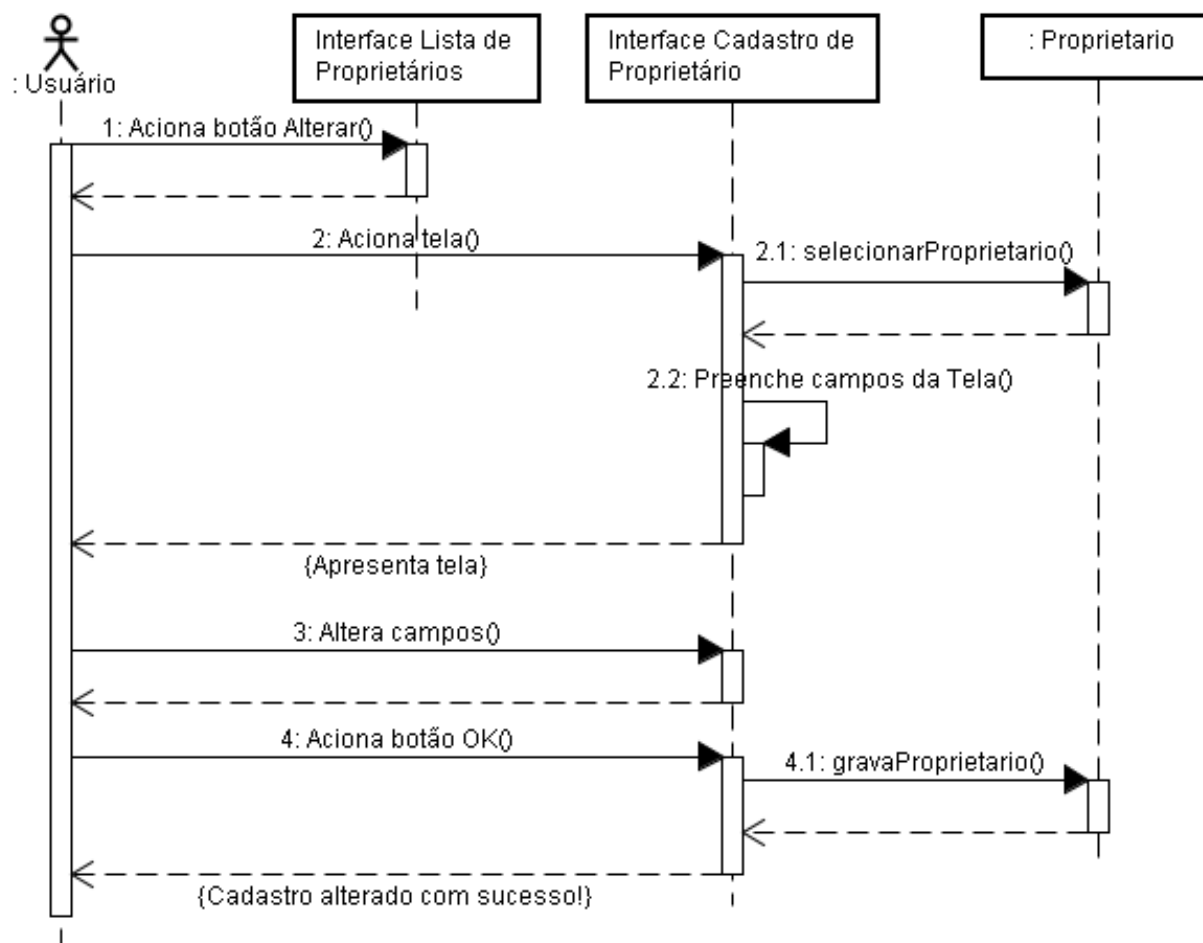 : Usuário
Interface Lista de
Proprietários
Interface Cadastro de
Proprietário
: Proprietario
1: Aciona botão Alterar()
2: Aciona tela()
2.1: selecionarProprietario()
2.2: Preenche campos da Tela()
{Apresenta tela}
3: Altera campos()
4: Aciona botão OK()
4.1: gravaProprietario()
{Cadastro alterado com sucesso!}